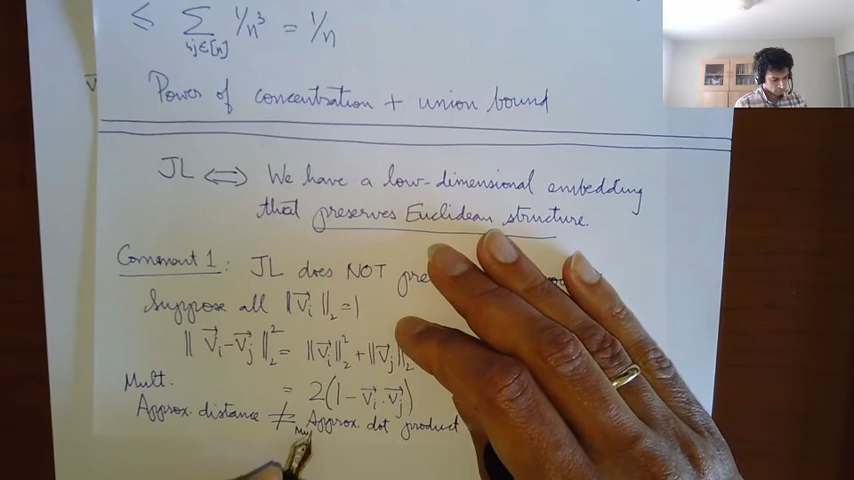 ≤ ∑ i,j∈[n] 1/n³ = 1/n
Power of concentration + union bound
JL ⟺ We have a low-dimensional embedding
that preserves Euclidean structure.
Comment 1: JL does NOT
Suppose all ‖v⃗ᵢ‖₂ = 1
‖v⃗ᵢ - v⃗ⱼ‖₂² = ‖v⃗ᵢ‖₂² + ‖v⃗ⱼ‖₂
= 2(1 - v⃗ᵢ · v⃗ⱼ)
Mult.
Approx. distance ≠ Approx dot product